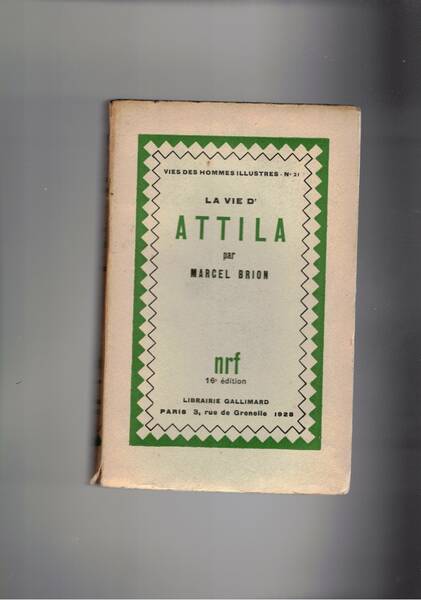 VIES DES HOMMES ILLUSTRES - Nº 21
LA VIE D'
ATTILA
par
MARCEL BRION
nrf
16e édition
LIBRAIRIE GALLIMARD
PARIS 3, rue de Grenelle 1928